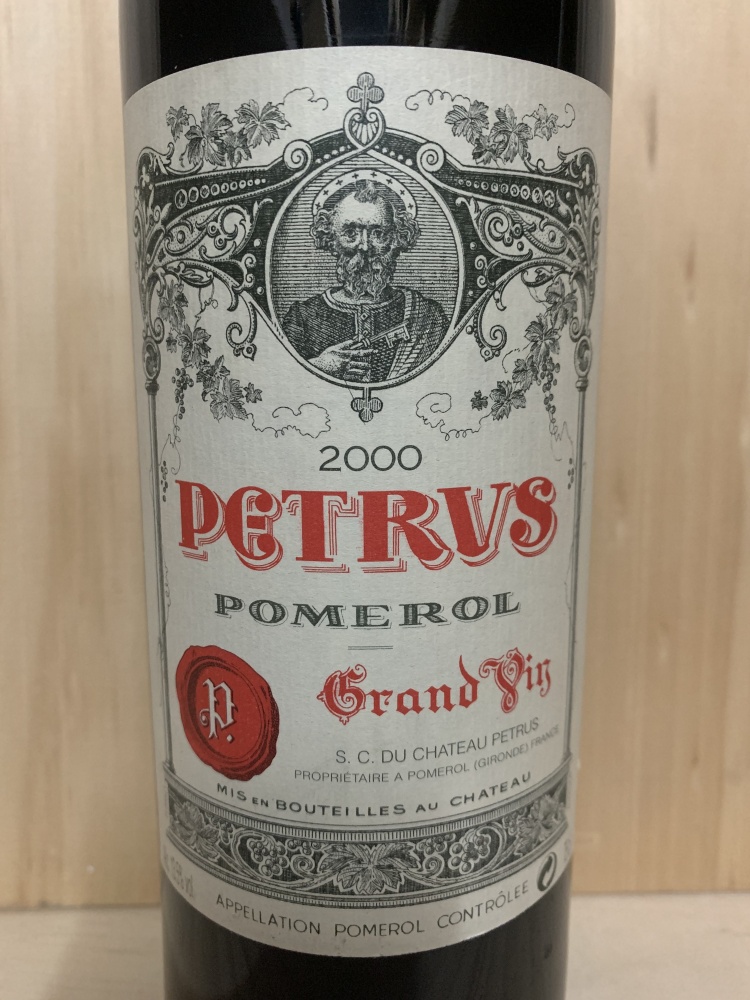 2000
PETRVS
POMEROL
Grand Vin
P.
S. C. DU CHATEAU PETRUS
PROPRIÉTAIRE A POMEROL (GIRONDE) FRANCE
MIS EN BOUTEILLES AU CHATEAU
APPELLATION POMEROL CONTRÔLÉE